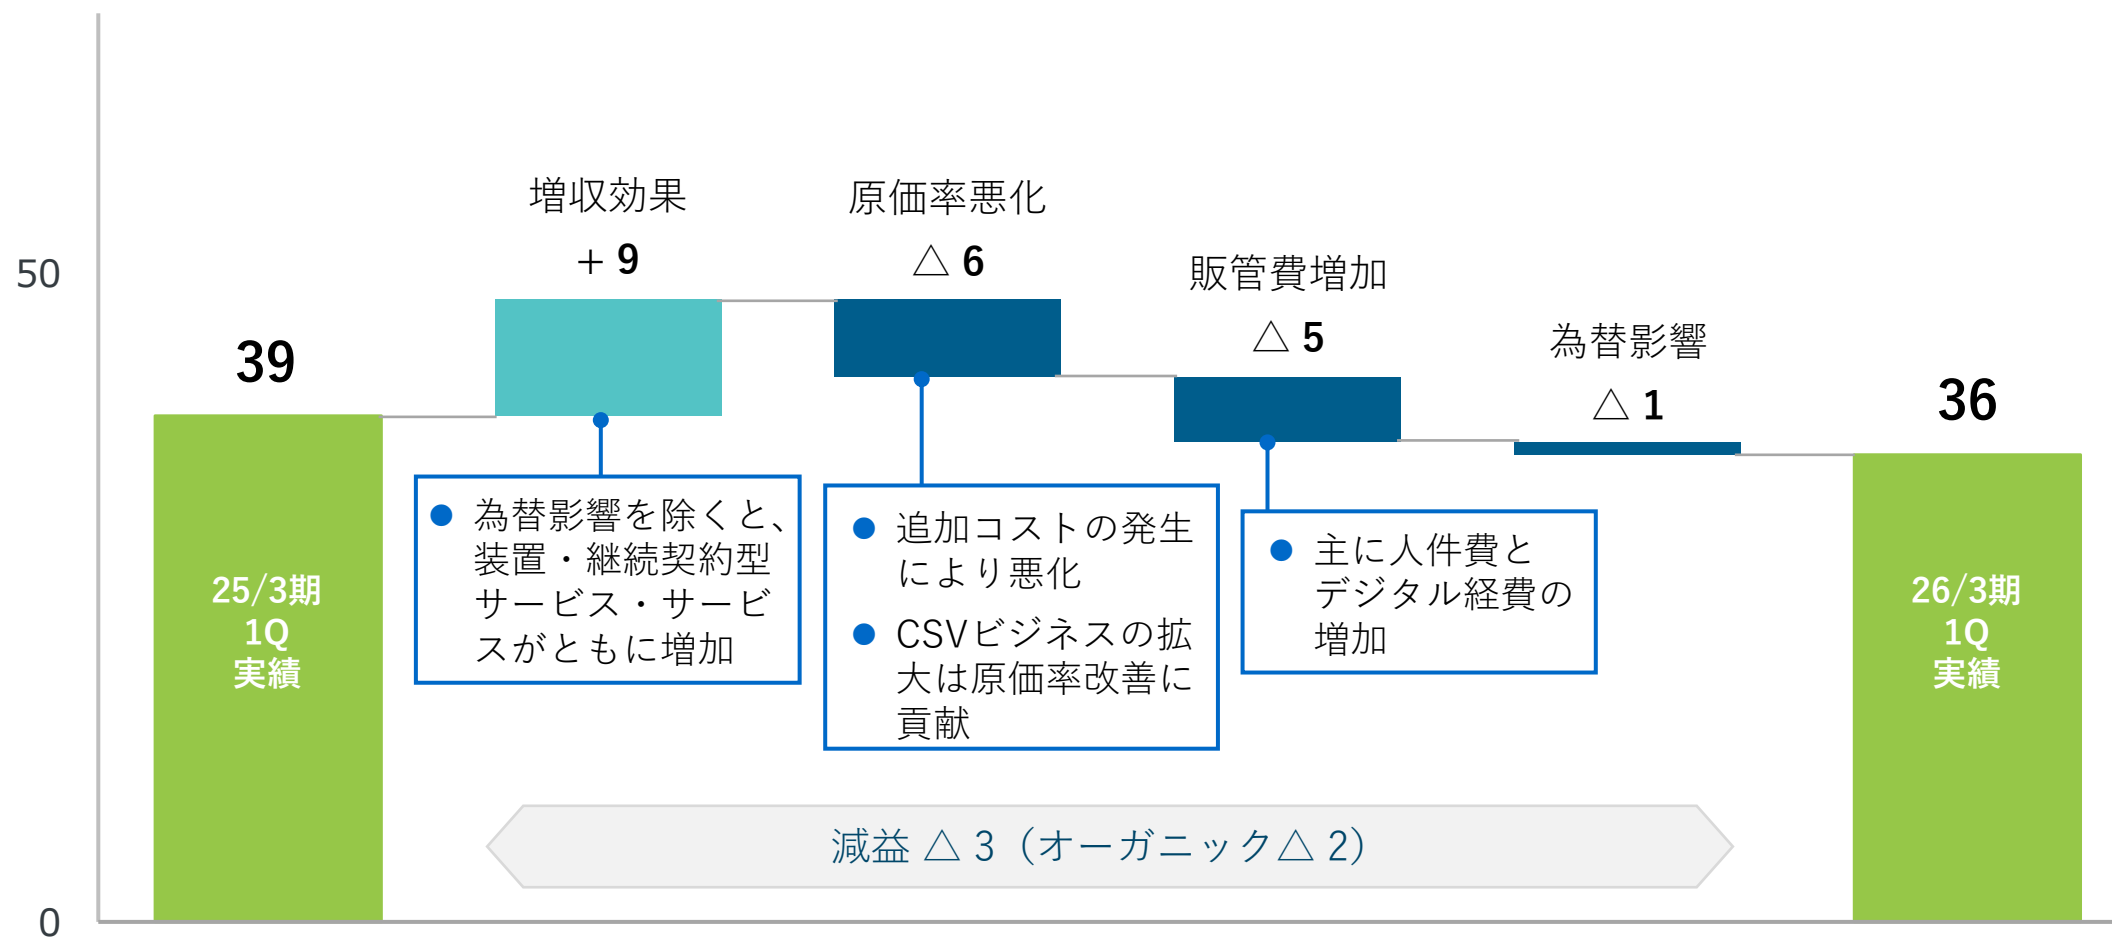 増収効果
+ 9
原価率悪化
△ 6
販管費増加
△ 5
為替影響
△ 1
50
39
36
為替影響を除くと、
装置・継続契約型
サービス・サービ
スがともに増加
追加コストの発生
により悪化
CSVビジネスの拡
大は原価率改善に
貢献
主に人件費と
デジタル経費の
増加
25/3期
1Q
実績
26/3期
1Q
実績
減益 △ 3（オーガニック△ 2）
0